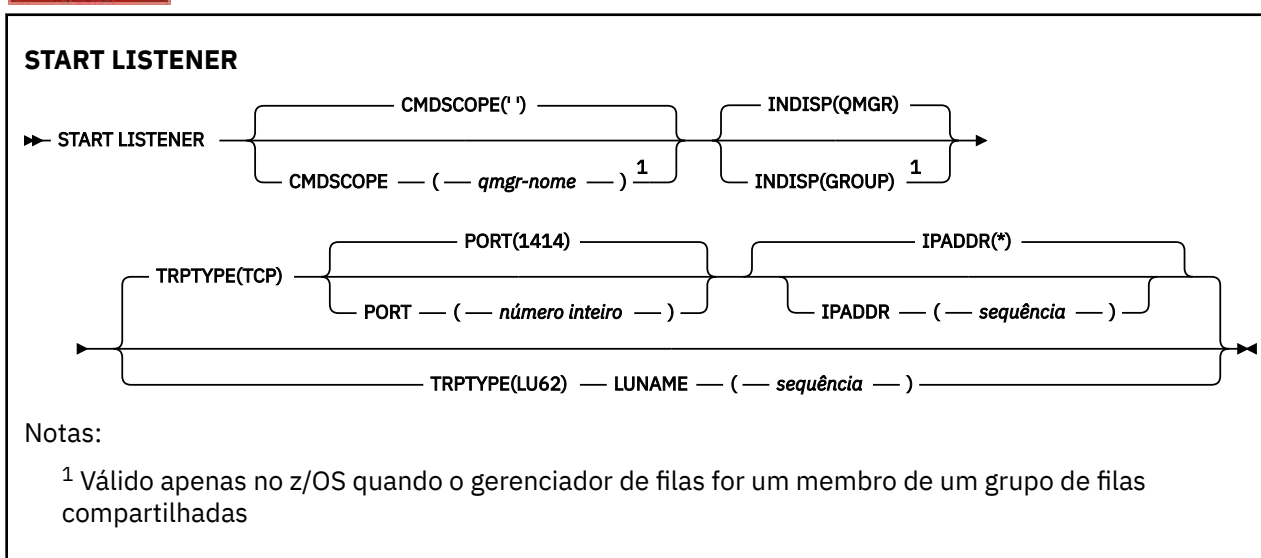 START LISTENER
CMDSCOPE(' ') INDISP(QMGR)
START LISTENER
CMDSCOPE ( qmgr-nome ) 1 INDISP(GROUP) 1
PORT(1414) IPADDR(*)
TRPTYPE(TCP)
PORT ( número inteiro ) IPADDR ( sequência )
TRPTYPE(LU62) LUNAME ( sequência )
Notas:
1 Válido apenas no z/OS quando o gerenciador de filas for um membro de um grupo de filas
compartilhadas